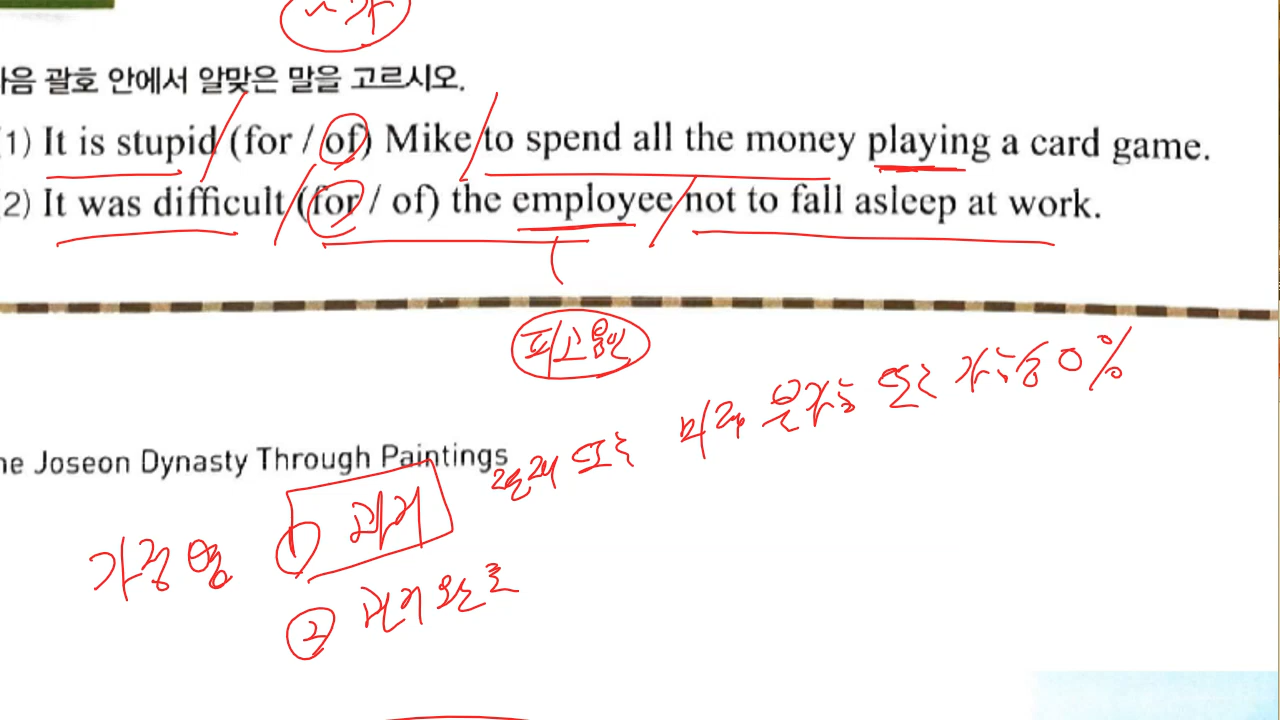 음 괄호 안에서 알맞은 말을 고르시오.
1) It is stupid (for / of) Mike to spend all the money playing a card game.
2) It was difficult (for / of) the employee not to fall asleep at work.
피고용인
he Joseon Dynasty Through Paintings
현재 또는 미래 불가능 또는 가능성 0%
가정법 ① 과거
② 과거완료